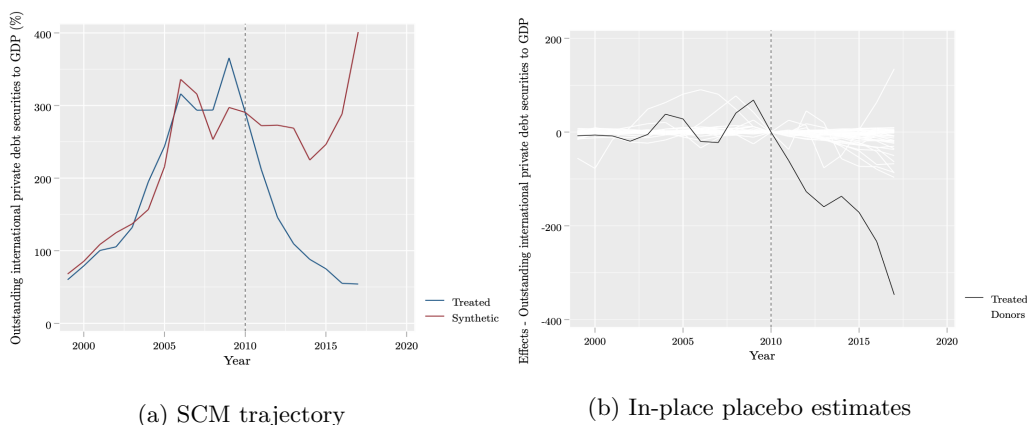 Outstanding international private debt securities to GDP (%)
400
300
200
100
0
2000
2005
2010
2015
2020
Year
Treated
Synthetic
(a) SCM trajectory
Effects - Outstanding international private debt securities to GDP
200
0
-200
-400
2000
2005
2010
2015
2020
Year
Treated
Donors
(b) In-place placebo estimates